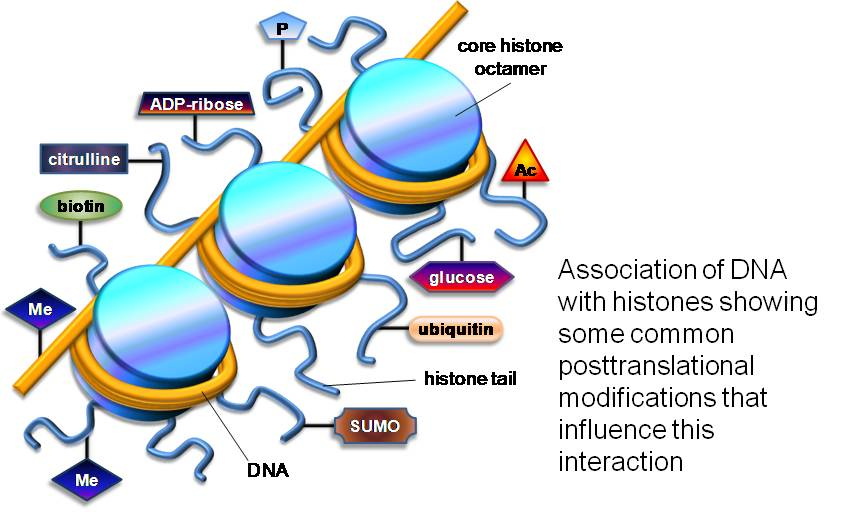 P
core histone
octamer
ADP-ribose
citrulline
Ac
biotin
glucose
Me
ubiquitin
histone tail
SUMO
DNA
Me
Association of DNA
with histones showing
some common
posttranslational
modifications that
influence this
interaction